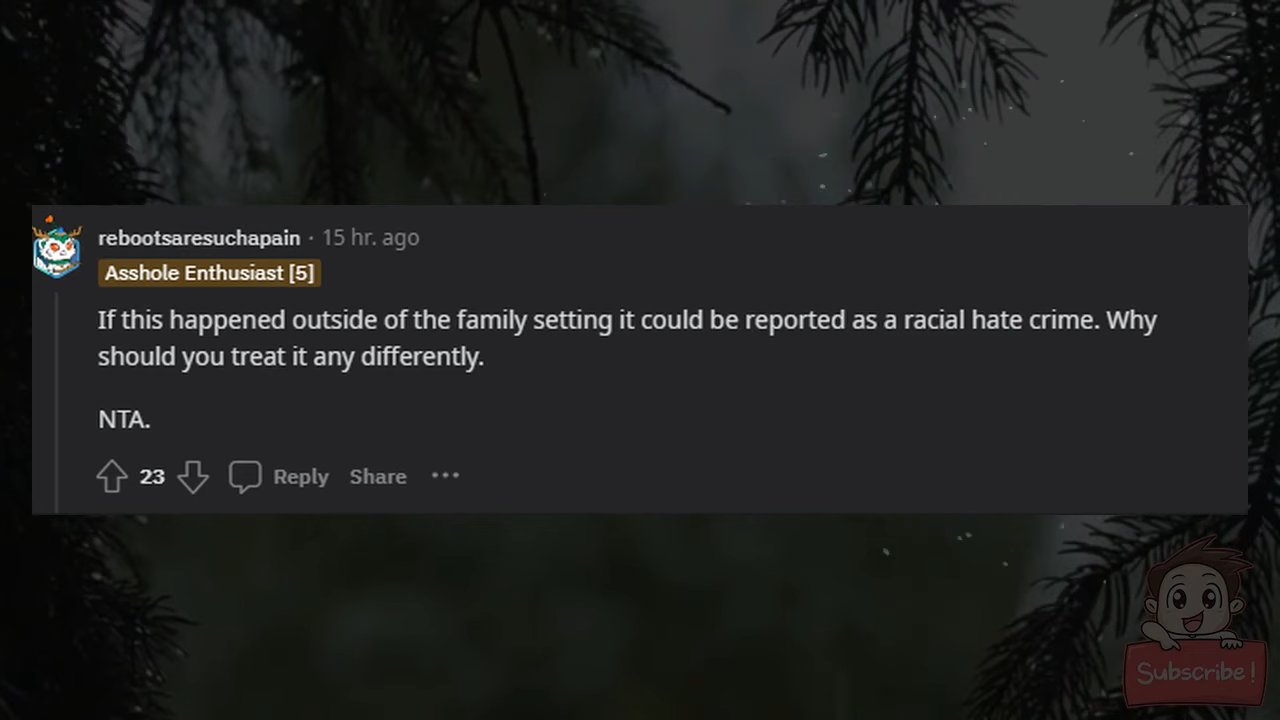 rebootsaresuchapain · 15 hr. ago
Asshole Enthusiast [5]
If this happened outside of the family setting it could be reported as a racial hate crime. Why
should you treat it any differently.
NTA.
23 Reply Share ···
Subscribe!